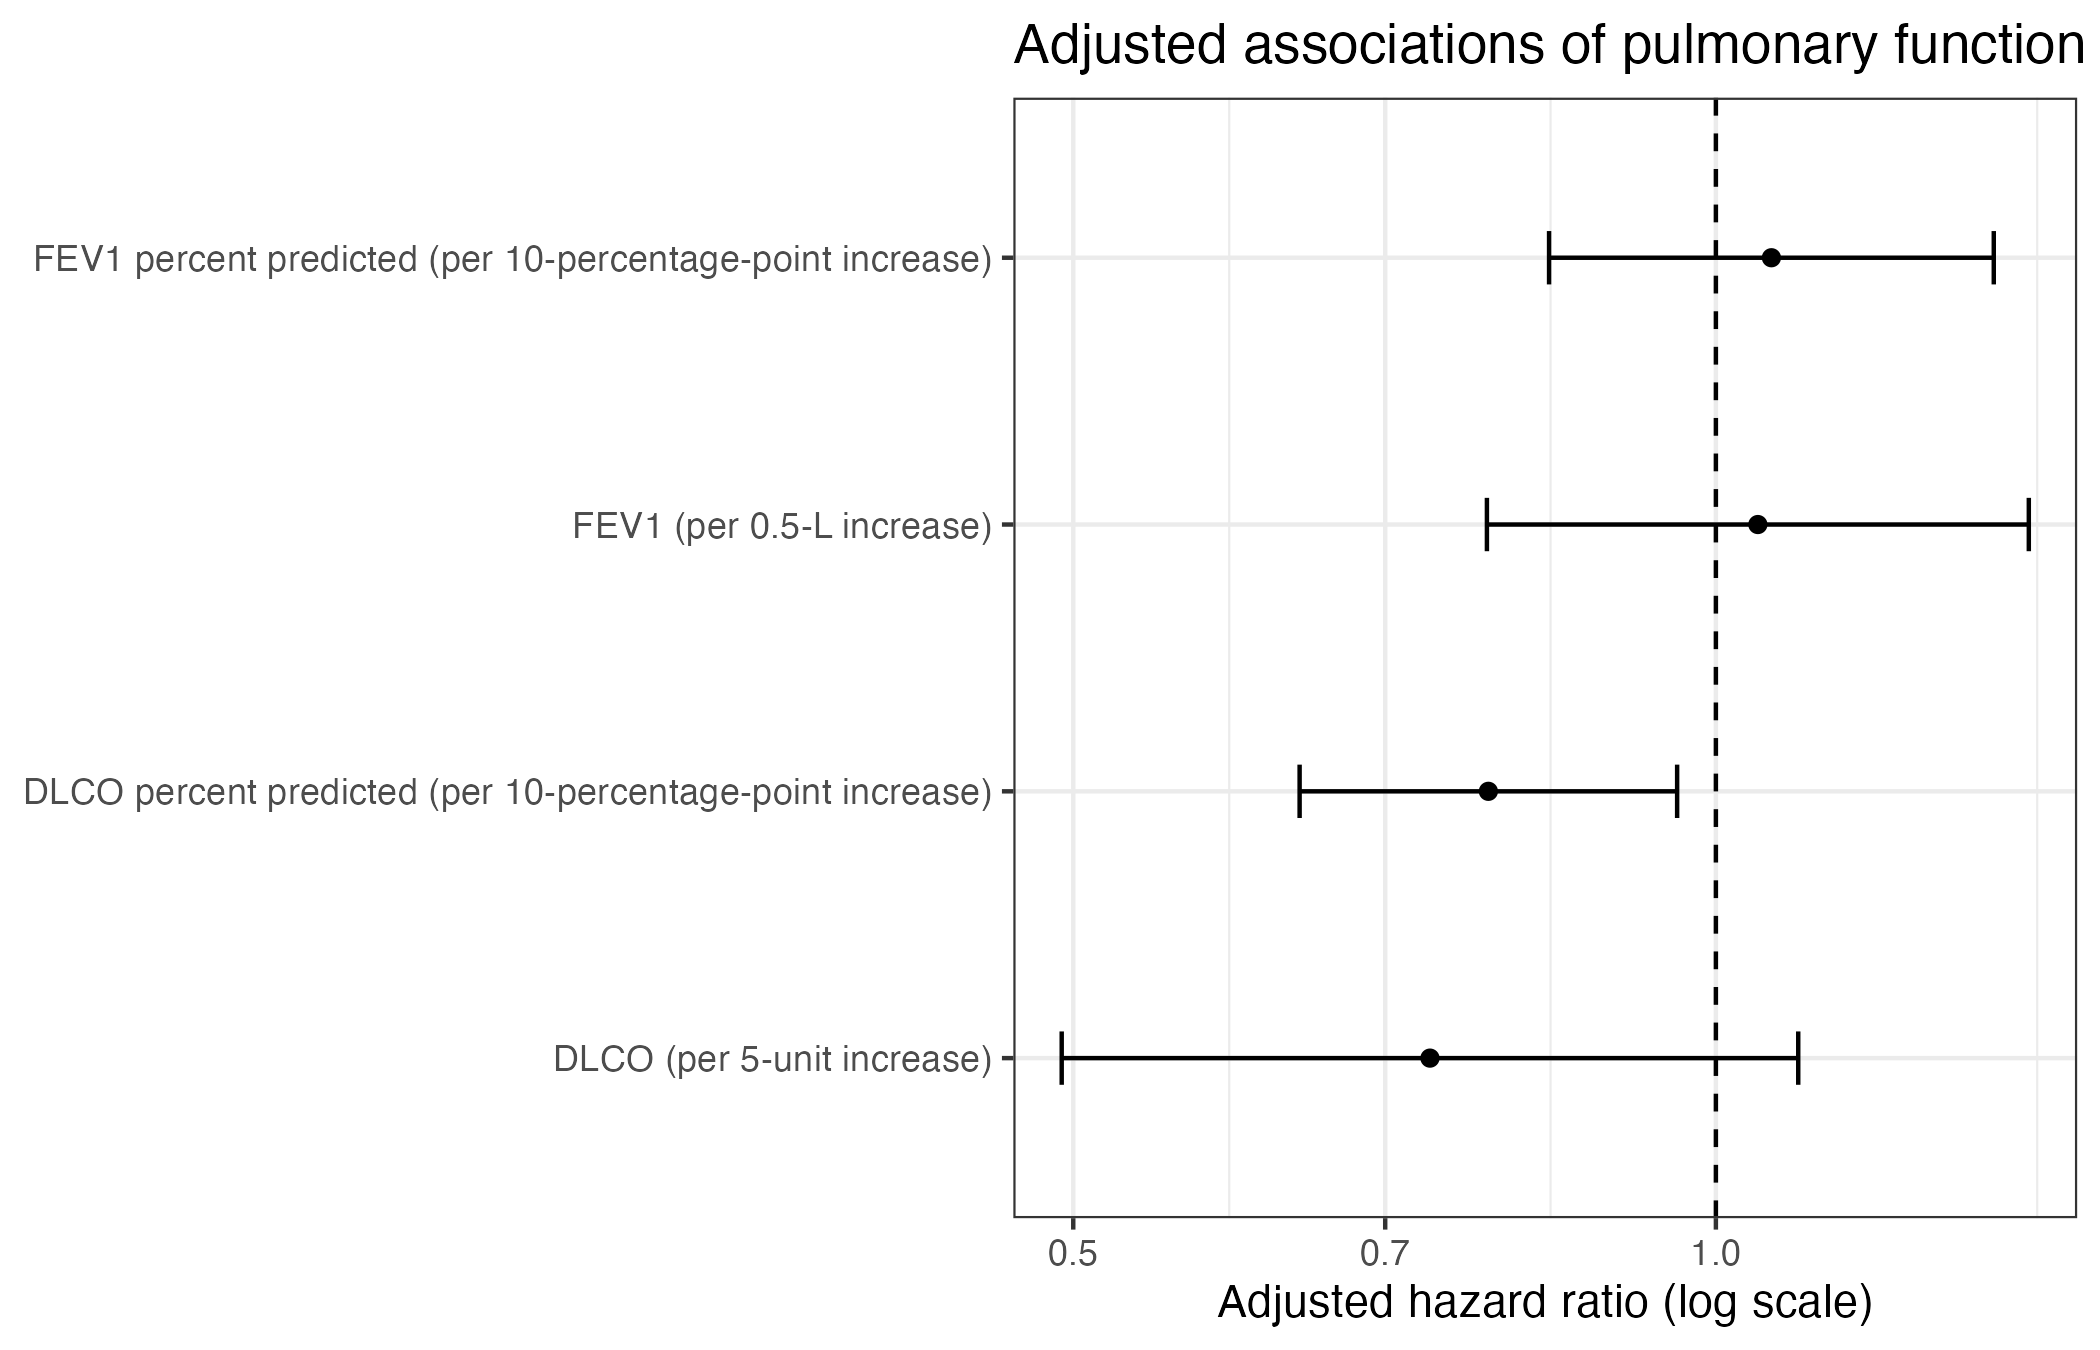 Adjusted associations of pulmonary function
FEV1 percent predicted (per 10-percentage-point increase)
FEV1 (per 0.5-L increase)
DLCO percent predicted (per 10-percentage-point increase)
DLCO (per 5-unit increase)
0.5 0.7 1.0
Adjusted hazard ratio (log scale)